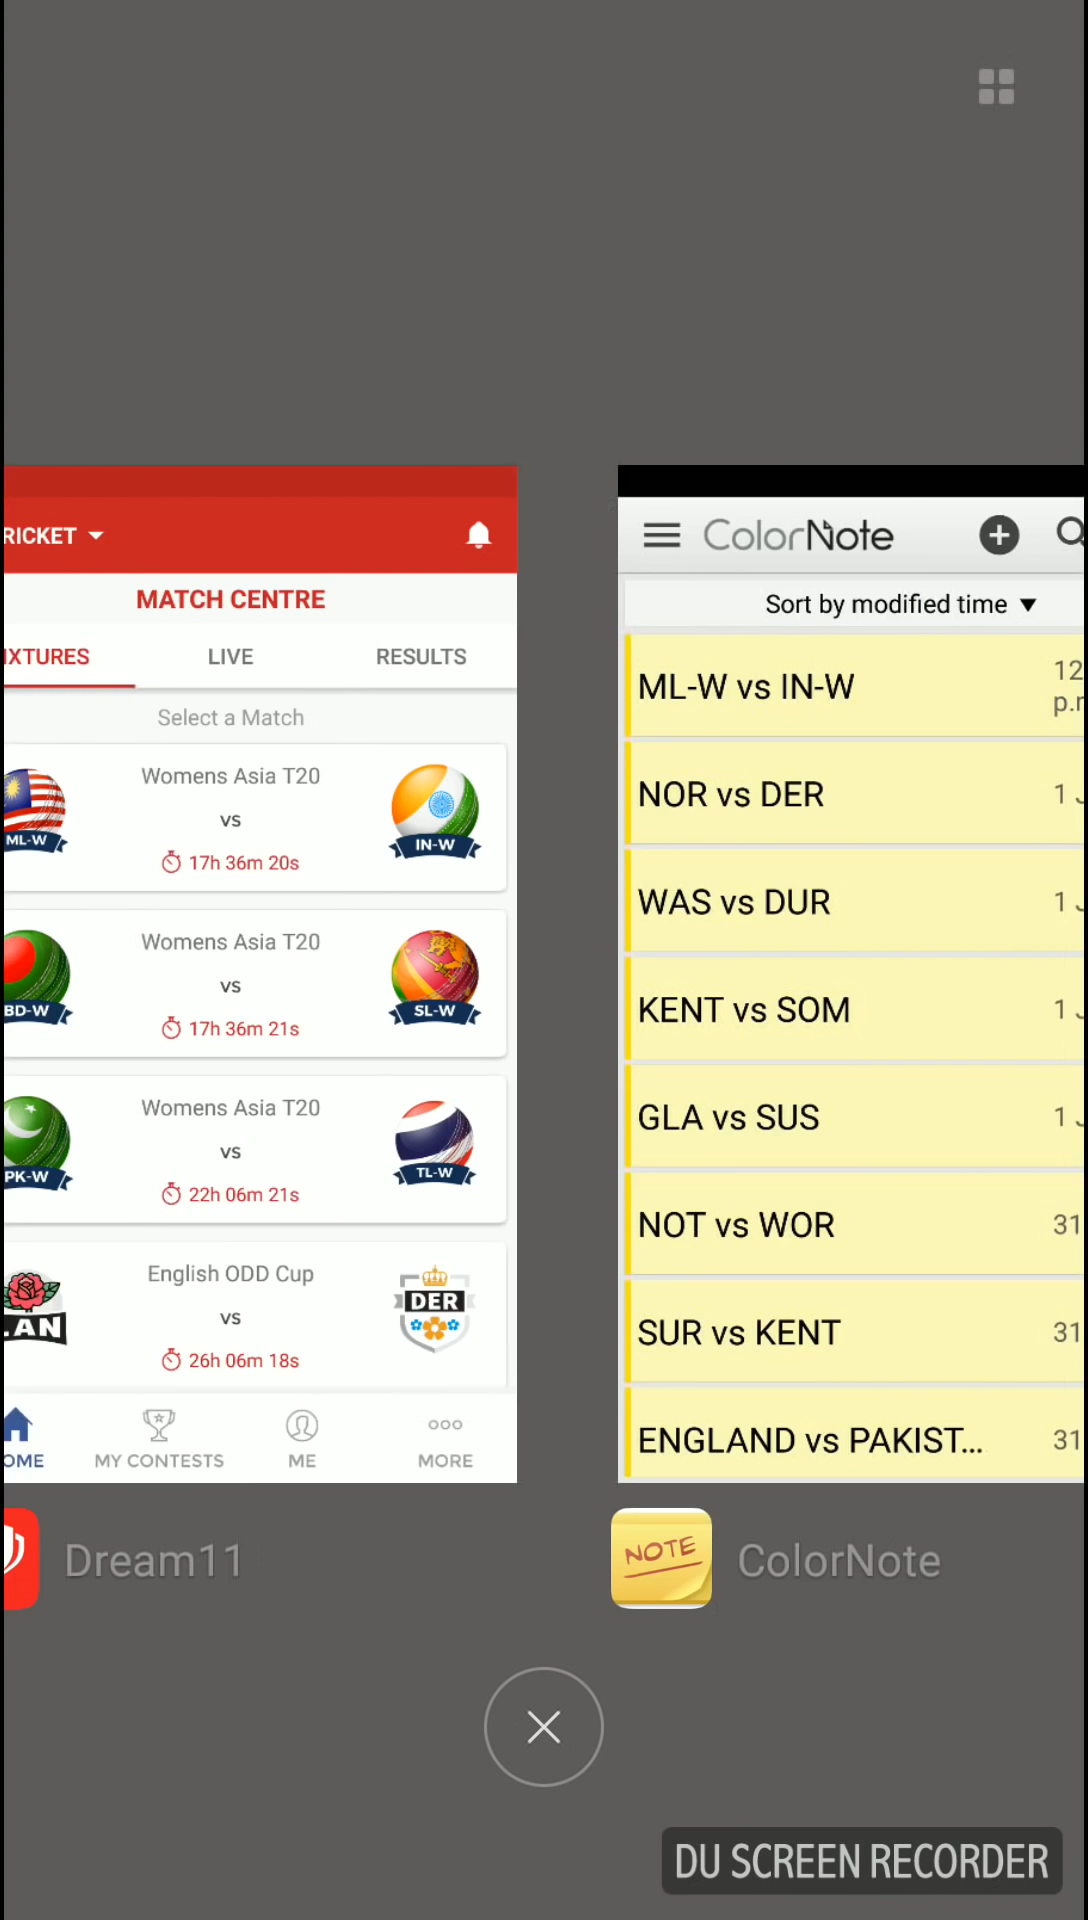 RICKET
MATCH CENTRE
IXTURES LIVE RESULTS
Select a Match
Womens Asia T20
vs
17h 36m 20s
ML-W
IN-W
Womens Asia T20
vs
17h 36m 21s
BD-W
SL-W
Womens Asia T20
vs
22h 06m 21s
PK-W
TL-W
English ODD Cup
vs
26h 06m 18s
LAN
DER
OME MY CONTESTS ME MORE
Dream11
ColorNote
Sort by modified time
ML-W vs IN-W 12
p.
NOR vs DER 1 J
WAS vs DUR 1 J
KENT vs SOM 1 J
GLA vs SUS 1 J
NOT vs WOR 31
SUR vs KENT 31
ENGLAND vs PAKIST... 31
NOTE
ColorNote
DU SCREEN RECORDER